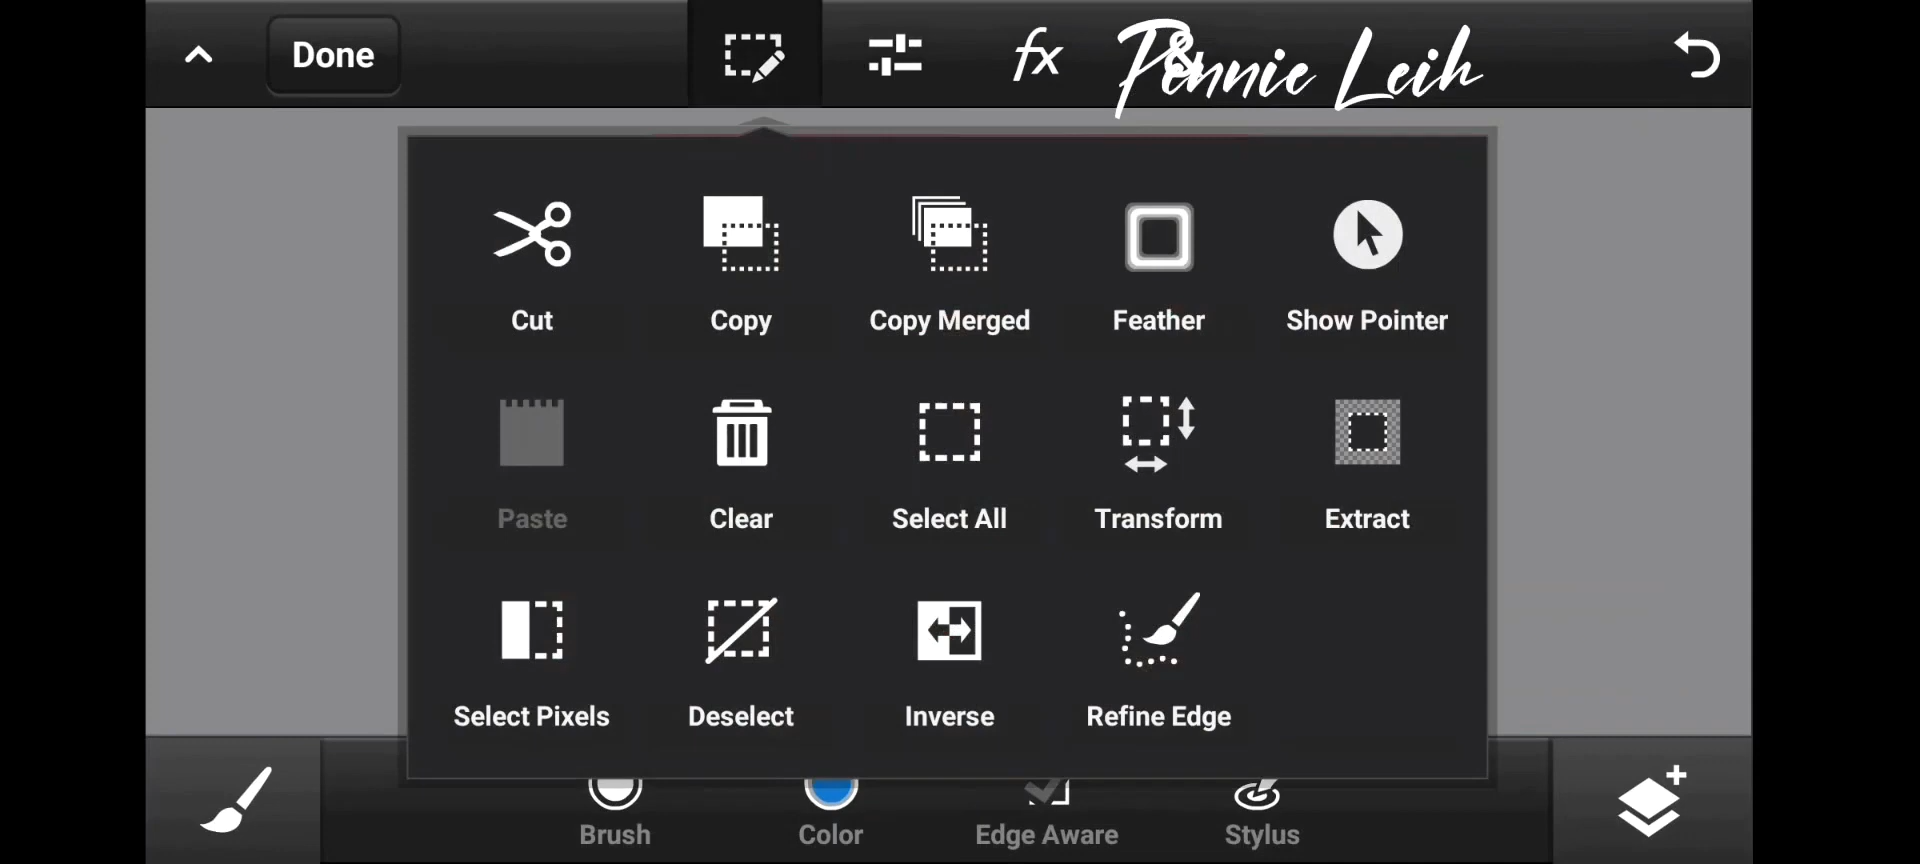 Done fx & Pennie Leih
Cut Copy Copy Merged Feather Show Pointer
Paste Clear Select All Transform Extract
Select Pixels Deselect Inverse Refine Edge
Brush Color Edge Aware Stylus